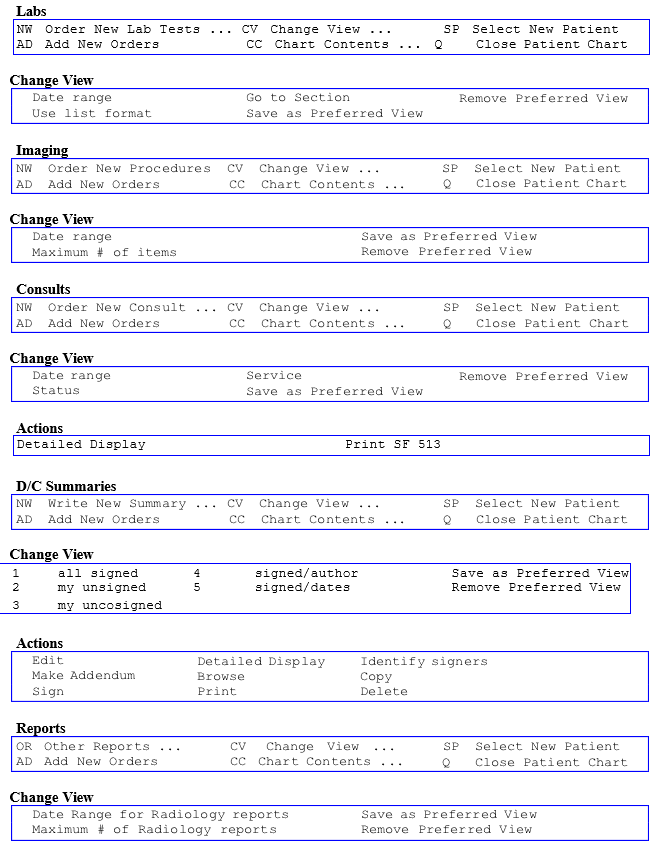 Labs
NW Order New Lab Tests ... CV Change View ... SP Select New Patient
AD Add New Orders CC Chart Contents ... Q Close Patient Chart
Change View
Date range Go to Section Remove Preferred View
Use list format Save as Preferred View
Imaging
NW Order New Procedures CV Change View ... SP Select New Patient
AD Add New Orders CC Chart Contents ... Q Close Patient Chart
Change View
Date range Save as Preferred View
Maximum # of items Remove Preferred View
Consults
NW Order New Consult ... CV Change View ... SP Select New Patient
AD Add New Orders CC Chart Contents ... Q Close Patient Chart
Change View
Date range Service Remove Preferred View
Status Save as Preferred View
Actions
Detailed Display Print SF 513
D/C Summaries
NW Write New Summary ... CV Change View ... SP Select New Patient
AD Add New Orders CC Chart Contents ... Q Close Patient Chart
Change View
1 all signed 4 signed/author Save as Preferred View
2 my unsigned 5 signed/dates Remove Preferred View
3 my uncosigned
Actions
Edit Detailed Display Identify signers
Make Addendum Browse Copy
Sign Print Delete
Reports
OR Other Reports ... CV Change View ... SP Select New Patient
AD Add New Orders CC Chart Contents ... Q Close Patient Chart
Change View
Date Range for Radiology reports Save as Preferred View
Maximum # of Radiology reports Remove Preferred View